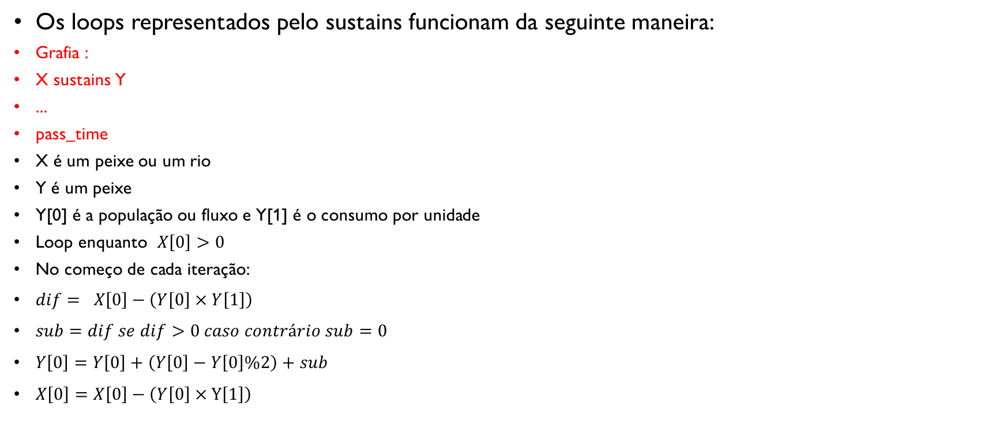 • Os loops representados pelo sustains funcionam da seguinte maneira:
• Grafia :
• X sustains Y
• ...
• pass_time
• X é um peixe ou um rio
• Y é um peixe
• Y[0] é a população ou fluxo e Y[1] é o consumo por unidade
• Loop enquanto X[0] > 0
• No começo de cada iteração:
• dif = X[0] − (Y[0] × Y[1])
• sub = dif se dif > 0 caso contrário sub = 0
• Y[0] = Y[0] + (Y[0] − Y[0]%2) + sub
• X[0] = X[0] − (Y[0] × Y[1])